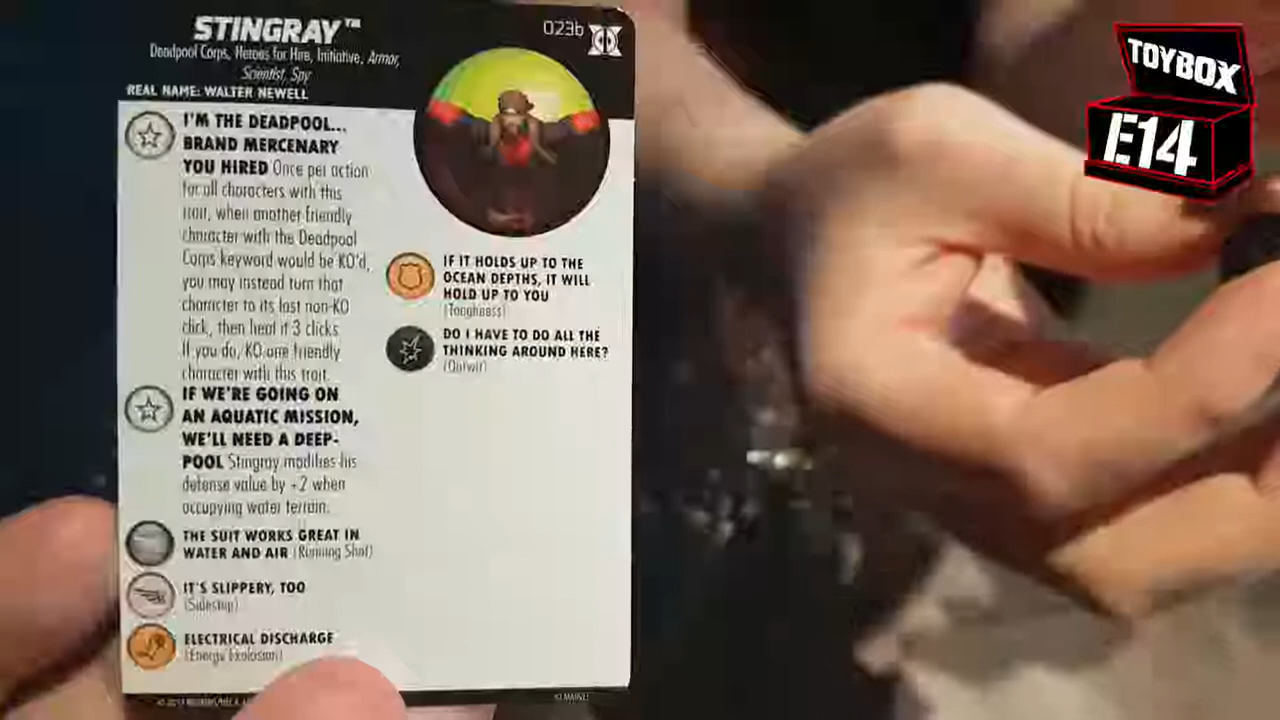 STINGRAY™
023b
Deadpool Corps, Heroes for Hire, Initiative, Armor,
Scientist, Spy
REAL NAME: WALTER NEWELL
I'M THE DEADPOOL...
BRAND MERCENARY
YOU HIRED Once per action
for all characters with this
trait, when another friendly
character with the Deadpool
Corps keyword would be KO'd,
you may instead turn that
character to its last non-KO
click, then heal it 3 clicks
If you do, KO one friendly
character with this trait.
IF WE'RE GOING ON
AN AQUATIC MISSION,
WE'LL NEED A DEEP-
POOL Stingray modifies his
defense value by +2 when
occupying water terrain.
THE SUIT WORKS GREAT IN
WATER AND AIR (Running Shot)
IT'S SLIPPERY, TOO
(Sidestep)
ELECTRICAL DISCHARGE
(Energy Explosion)
IF IT HOLDS UP TO THE
OCEAN DEPTHS, IT WILL
HOLD UP TO YOU
(Toughness)
DO I HAVE TO DO ALL THE
THINKING AROUND HERE?
(Outwit)
MARVEL
TOYBOX
E14